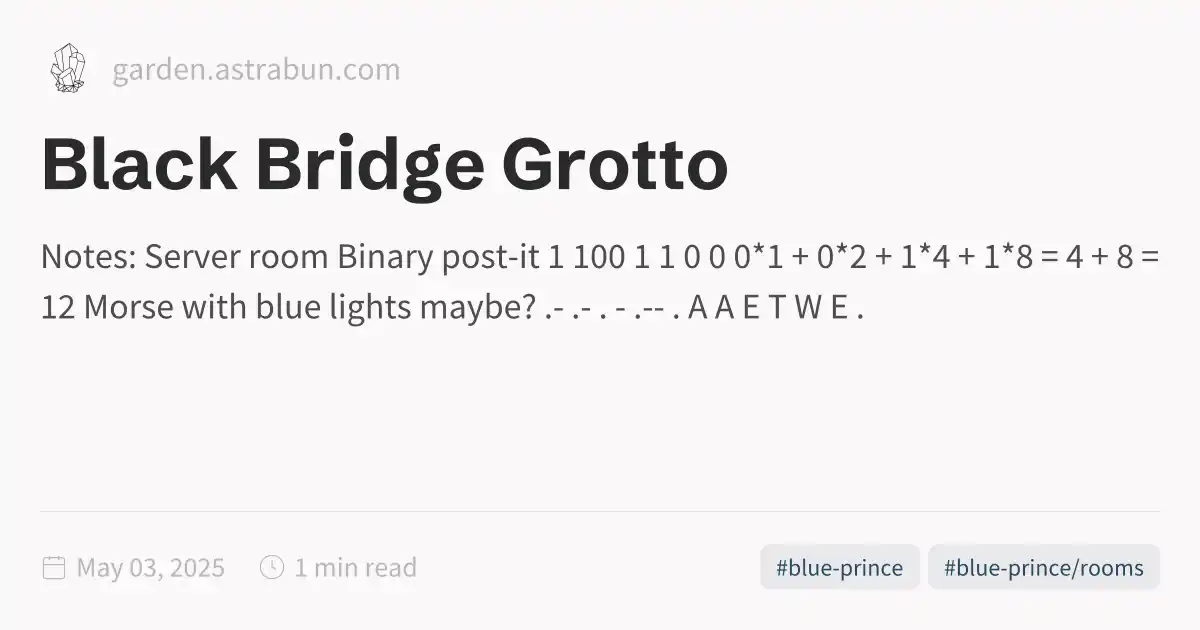 garden.astrabun.com
Black Bridge Grotto
Notes: Server room Binary post-it 1 100 1 1 0 0 0*1 + 0*2 + 1*4 + 1*8 = 4 + 8 =
12 Morse with blue lights maybe? .- .- . - .-- . A A E T W E .
May 03, 2025 1 min read #blue-prince #blue-prince/rooms